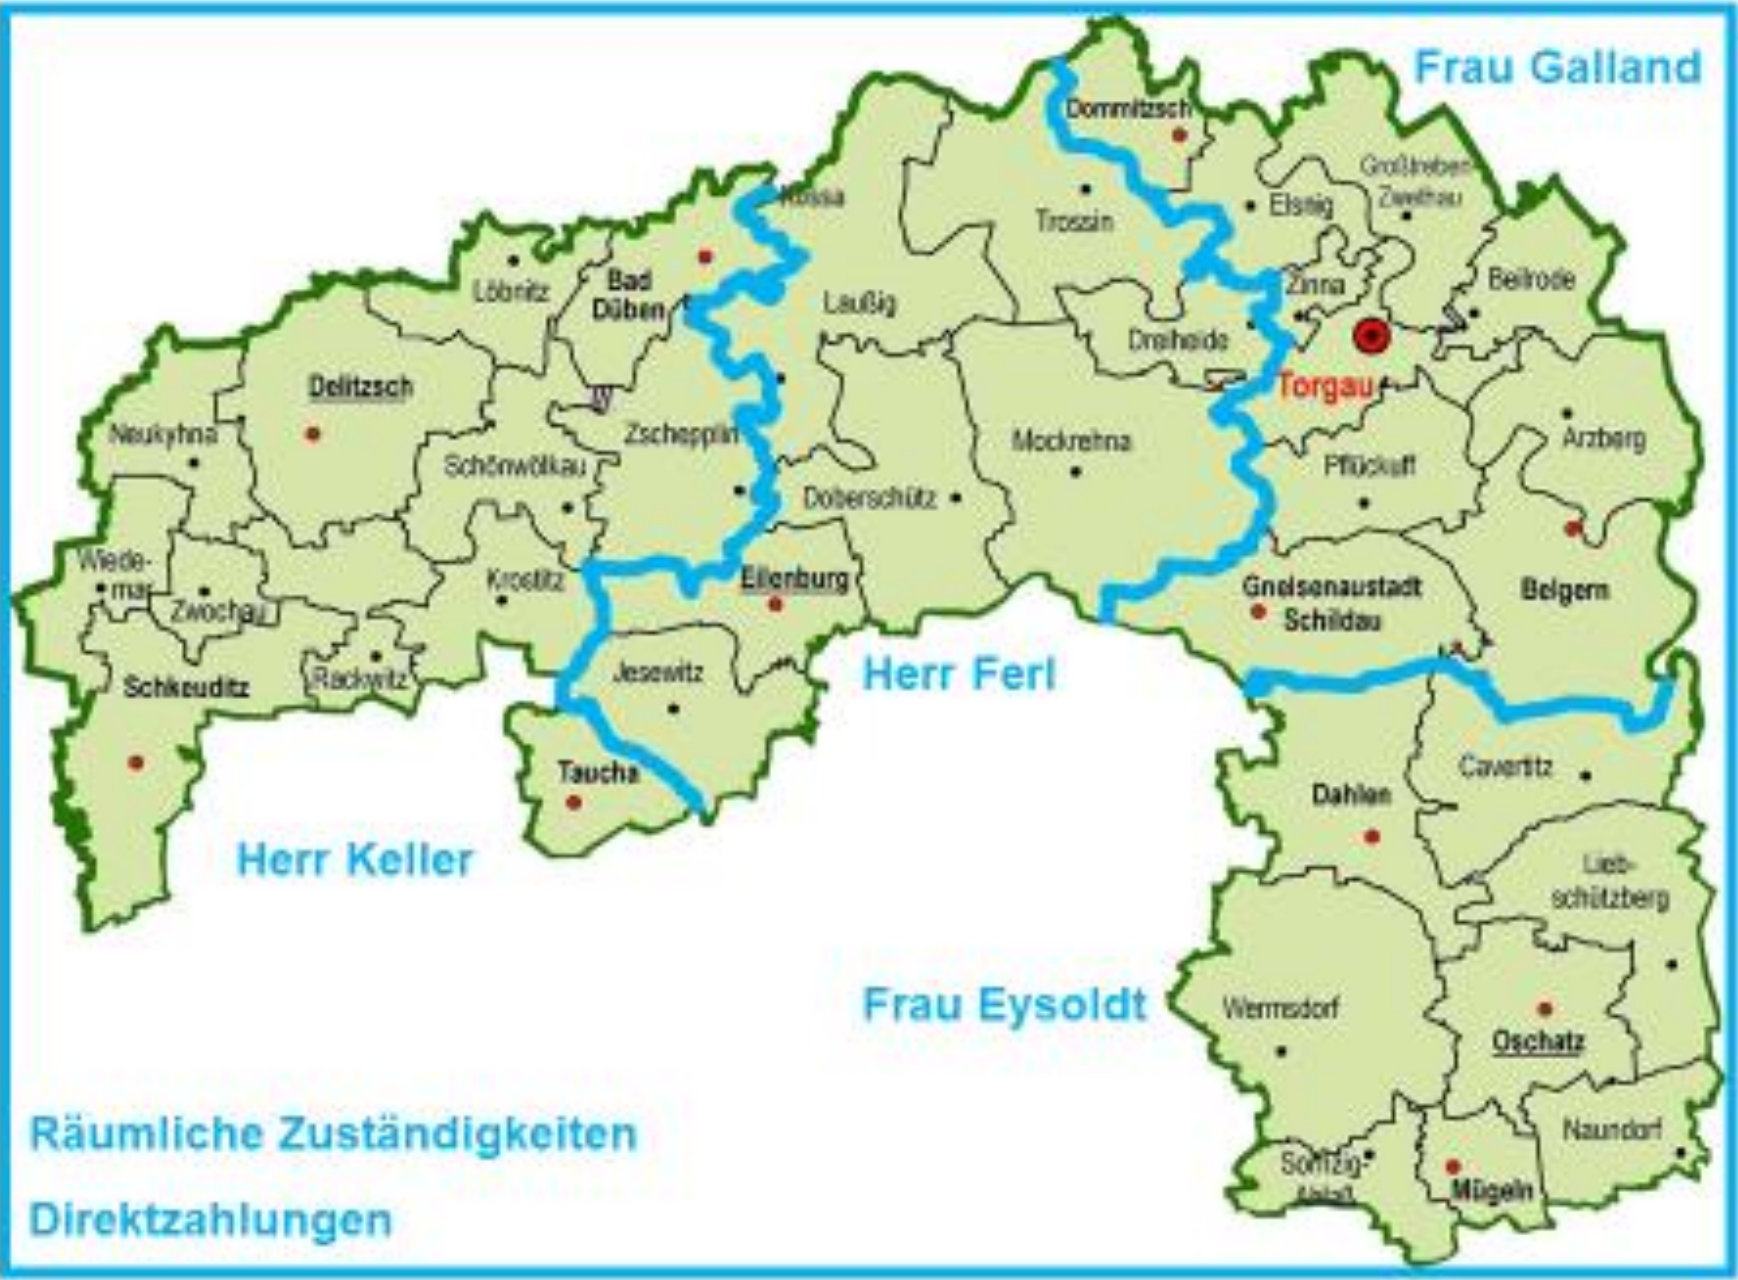 Frau Galland
Dommitzsch
Großtreben-
Zwethau
Kossa
Elsnig
Trossin
Löbnitz
Bad
Düben
Laußig
Zinna
Beilrode
Dreiheide
Delitzsch
Torgau
Neukyhna
Zschepplin
Mockrehna
Arzberg
Schönwölkau
Pflückuff
Doberschütz
Wiede-
mar
Zwochau
Krostitz
Eilenburg
Gneisenaustadt
Schildau
Belgern
Schkeuditz
Rackwitz
Jesewitz
Herr Ferl
Taucha
Cavertitz
Dahlen
Herr Keller
Lieb-
schützberg
Frau Eysoldt
Wermsdorf
Oschatz
Räumliche Zuständigkeiten
Naundorf
Mügeln
Direktzahlungen